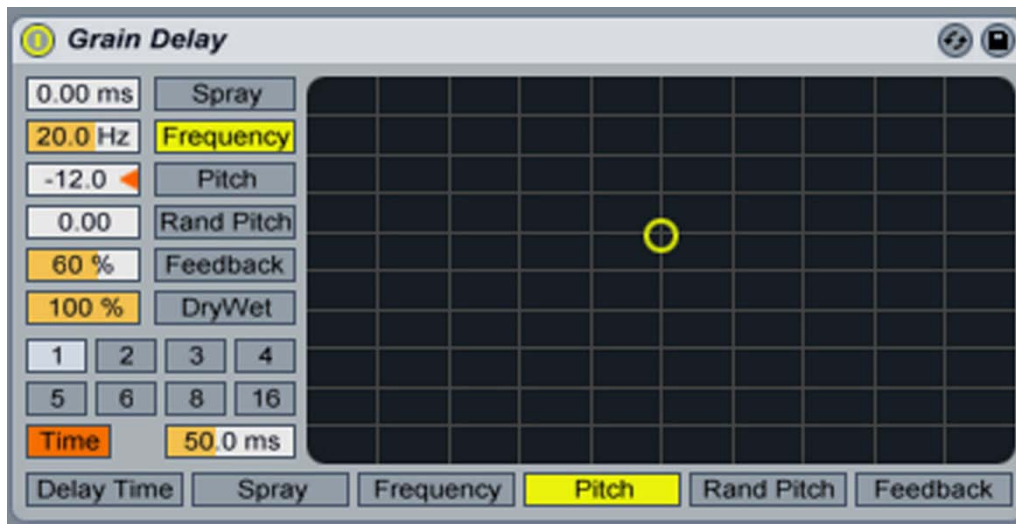 Grain Delay
0.00 ms Spray
20.0 Hz Frequency
-12.0 Pitch
0.00 Rand Pitch
60 % Feedback
100 % DryWet
1 2 3 4
5 6 8 16
Time 50.0 ms
Delay Time Spray Frequency Pitch Rand Pitch Feedback